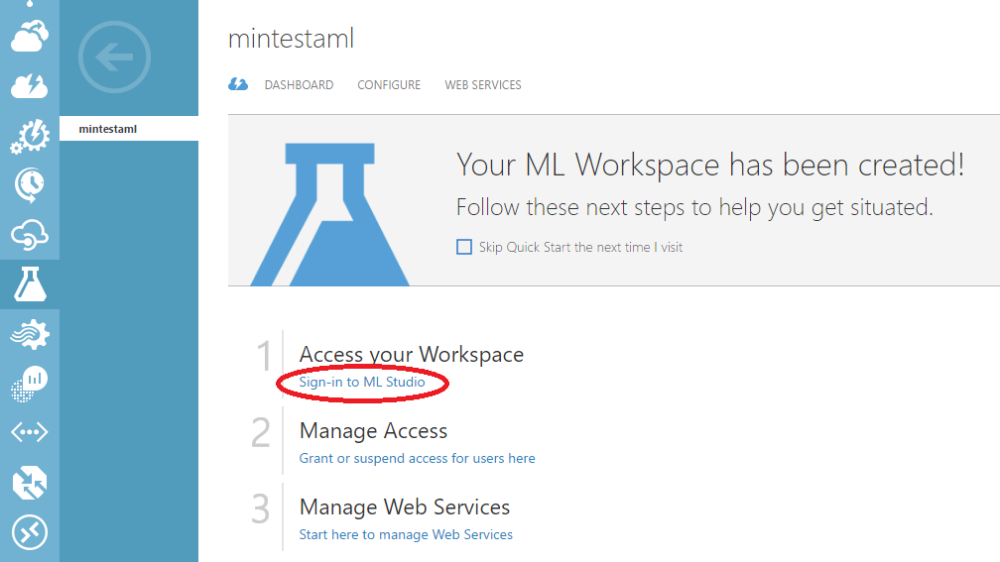 mintestaml
mintestaml
DASHBOARD CONFIGURE WEB SERVICES
Your ML Workspace has been created!
Follow these next steps to help you get situated.
Skip Quick Start the next time I visit
1 Access your Workspace
Sign-in to ML Studio
2 Manage Access
Grant or suspend access for users here
3 Manage Web Services
Start here to manage Web Services